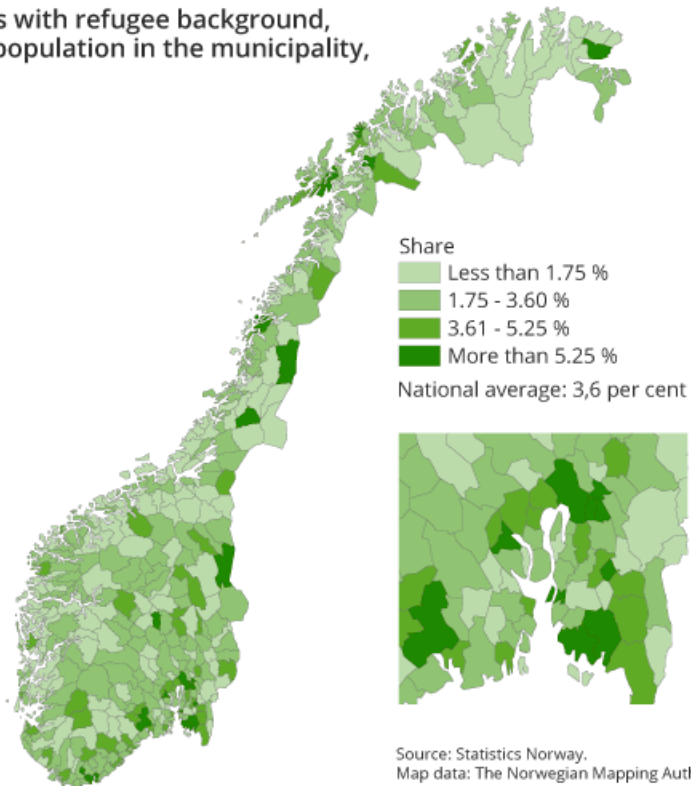 s with refugee background,
population in the municipality,
Share
Less than 1.75 %
1.75 - 3.60 %
3.61 - 5.25 %
More than 5.25 %
National average: 3,6 per cent
Source: Statistics Norway.
Map data: The Norwegian Mapping Aut